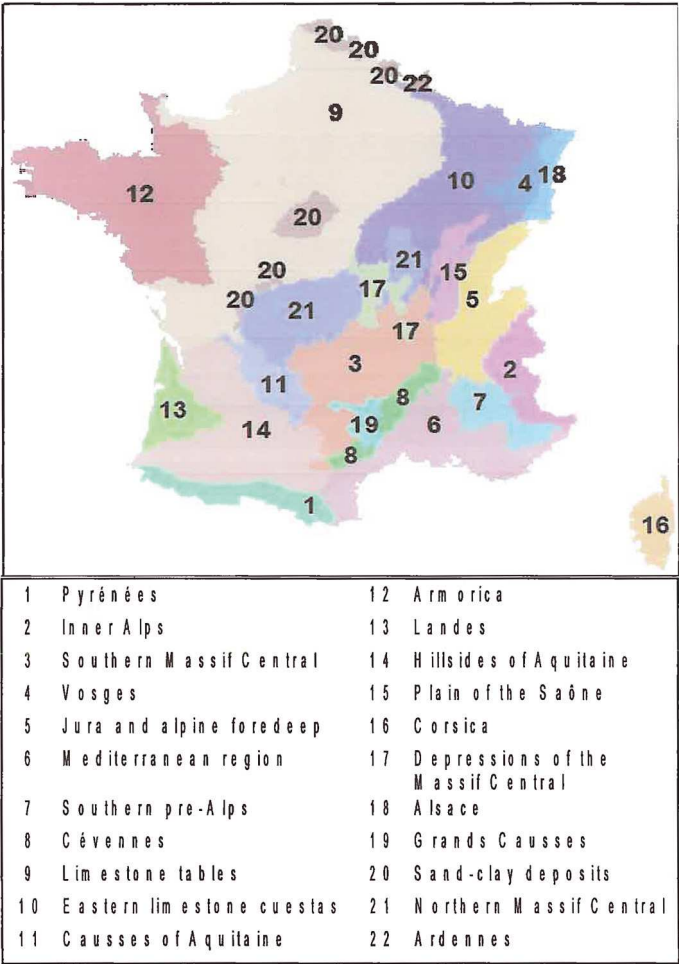 20
20
20
22
9
18
4
10
12
20
21
15
20
17
5
20
21
17
3
2
11
8
7
13
19
6
14
8
1
16
1 Pyrénées
2 Inner Alps
3 Southern Massif Central
4 Vosges
5 Jura and alpine foredeep
6 Mediterranean region
7 Southern pre-Alps
8 Cévennes
9 Limestone tables
10 Eastern limestone cuestas
11 Causses of Aquitaine
12 Armorica
13 Landes
14 Hillsides of Aquitaine
15 Plain of the Saône
16 Corsica
17 Depressions of the
Massif Central
18 Alsace
19 Grands Causses
20 Sand-clay deposits
21 Northern Massif Central
22 Ardennes